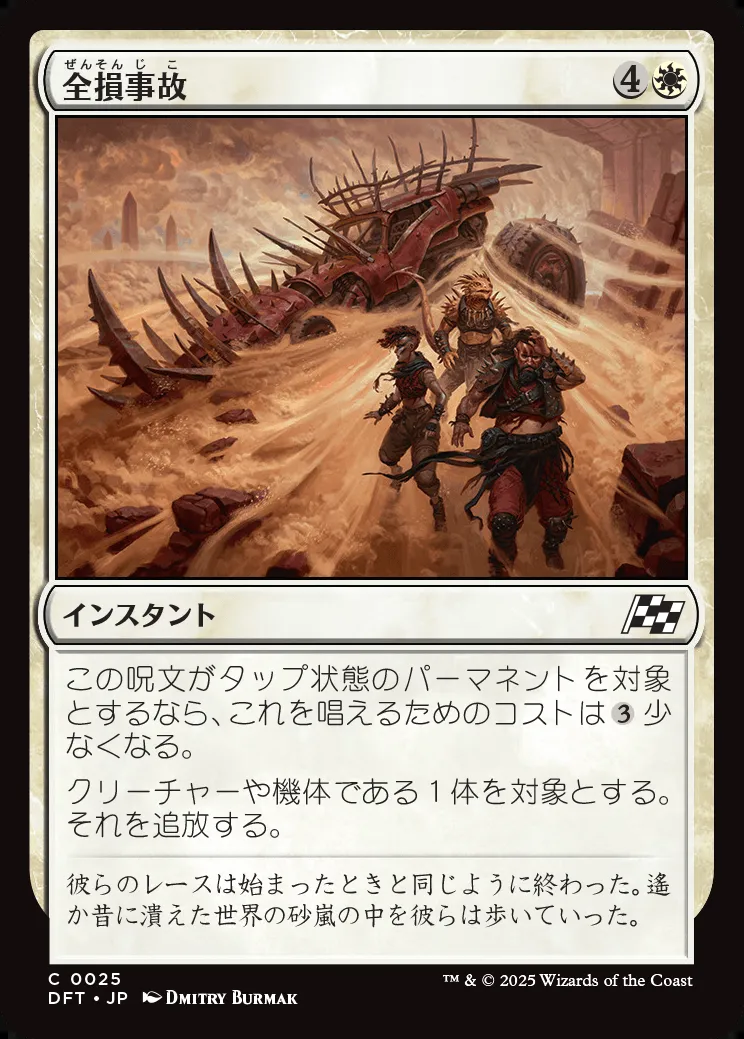 ぜんそんじこ
全損事故
4
インスタント
この呪文がタップ状態のパーマネントを対象
とするなら、これを唱えるためのコストは 3 少
なくなる。
クリーチャーや機体である1体を対象とする。
それを追放する。
彼らのレースは始まったときと同じように終わった。遙
か昔に潰えた世界の砂嵐の中を彼らは歩いていった。
C 0025
DFT • JP Dmitry Burmak
™ & © 2025 Wizards of the Coast